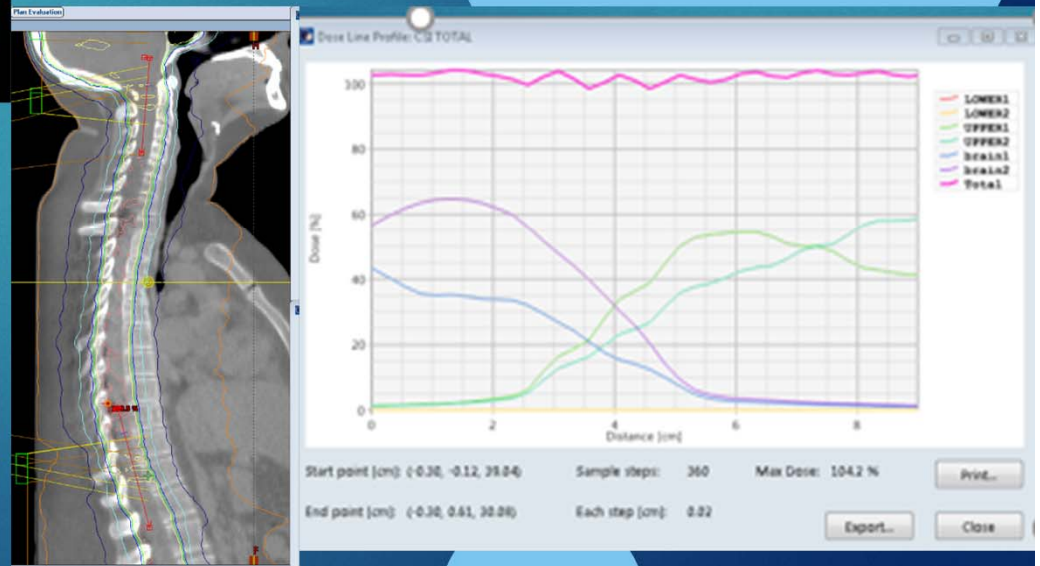 Plan Evaluation
Dose Line Profile: CSI TOTAL
100
80
60
40
20
0
Dose [%]
0 2 4 6 8
Distance [cm]
LOWER1
LOWER2
UPPER1
UPPER2
brain1
brain2
Total
Start point [cm]: (-0.30, -0.12, 39.04) Sample steps: 360 Max Dose: 104.2 % Print...
End point [cm]: (-0.30, 0.61, 30.08) Each step [cm]: 0.02
Export... Close